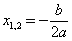 x₁,₂ = − b/2a